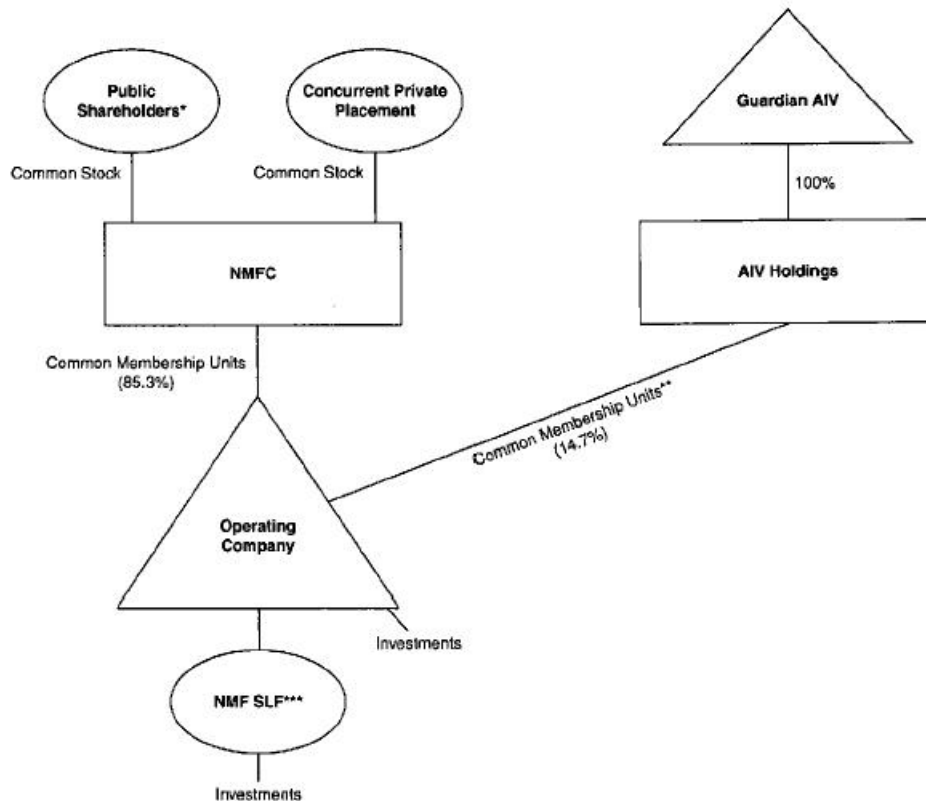 Public
Shareholders*
Concurrent Private
Placement
Guardian AIV
Common Stock
Common Stock
100%
NMFC
AIV Holdings
Common Membership Units
(85.3%)
Common Membership Units**
(14.7%)
Operating
Company
Investments
NMF SLF***
Investments